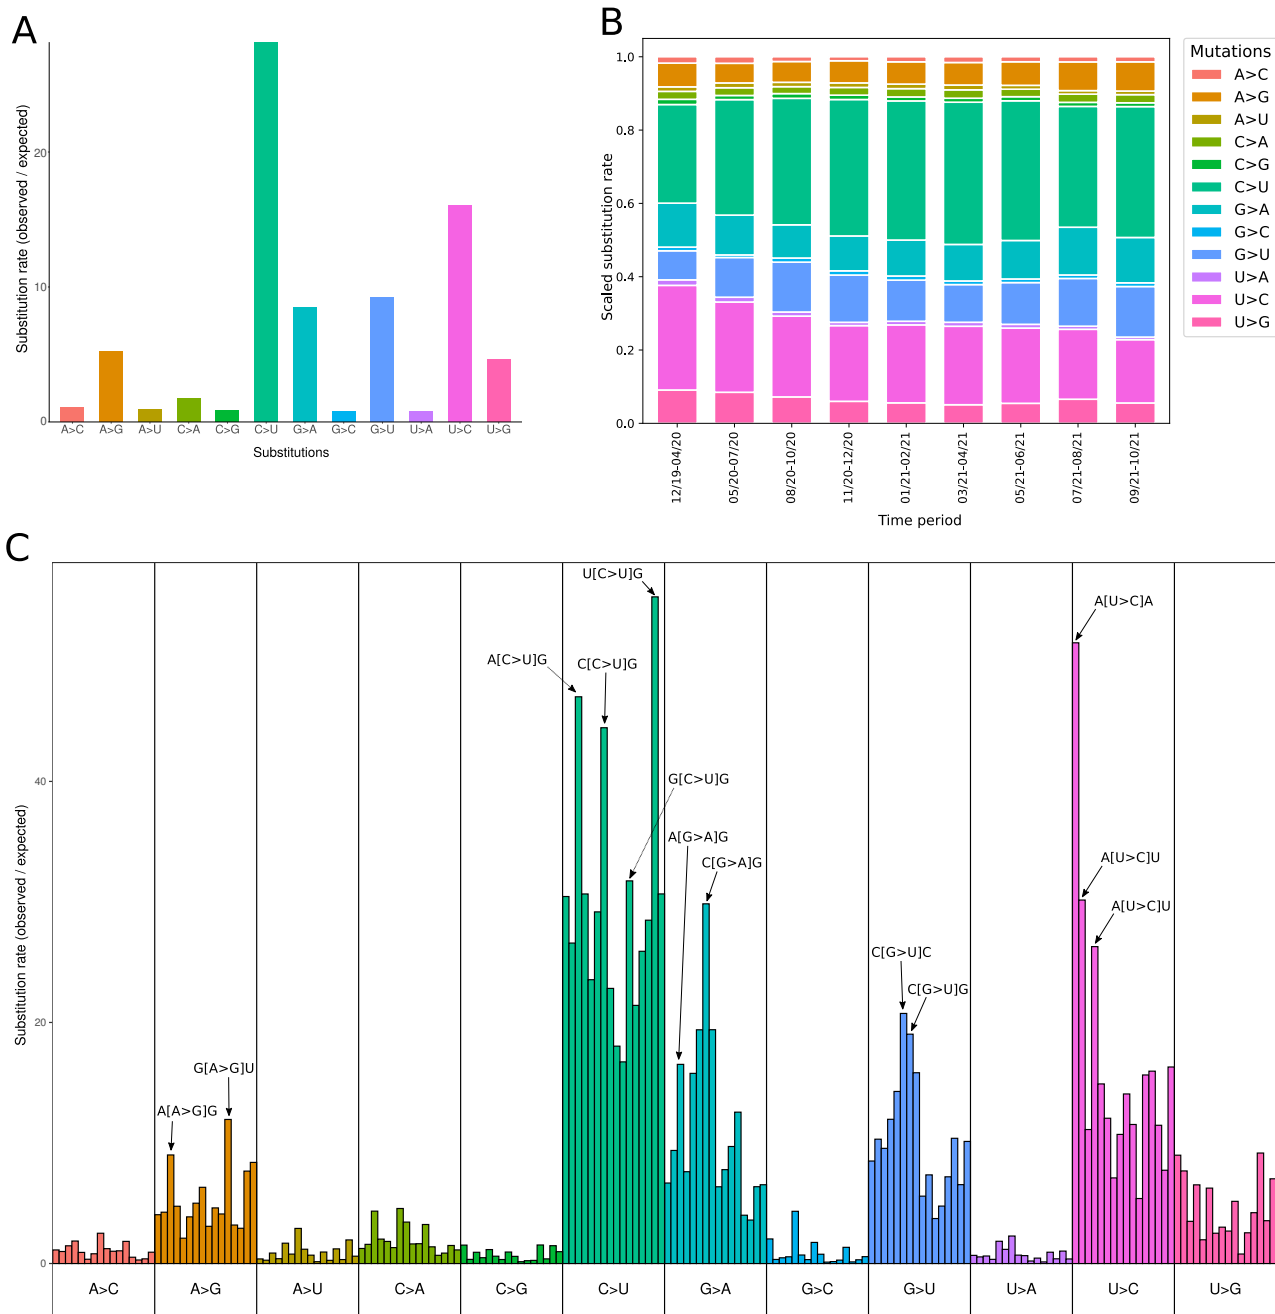 A
Substitution rate (observed / expected)
20
10
0
A>C A>G A>U C>A C>G C>U G>A G>C G>U U>A U>C U>G
Substitutions
B
Scaled substitution rate
1.0
0.8
0.6
0.4
0.2
0.0
12/19-04/20 05/20-07/20 08/20-10/20 11/20-12/20 01/21-02/21 03/21-04/21 05/21-06/21 07/21-08/21 09/21-10/21
Time period
Mutations
A>C
A>G
A>U
C>A
C>G
C>U
G>A
G>C
G>U
U>A
U>C
U>G
C
Substitution rate (observed / expected)
40
20
0
U[C>U]G
A[U>C]A
A[C>U]G
C[C>U]G
G[C>U]G
A[G>A]G
C[G>A]G
A[U>C]U
A[U>C]U
C[G>U]C
C[G>U]G
G[A>G]U
A[A>G]G
A>C A>G A>U C>A C>G C>U G>A G>C G>U U>A U>C U>G